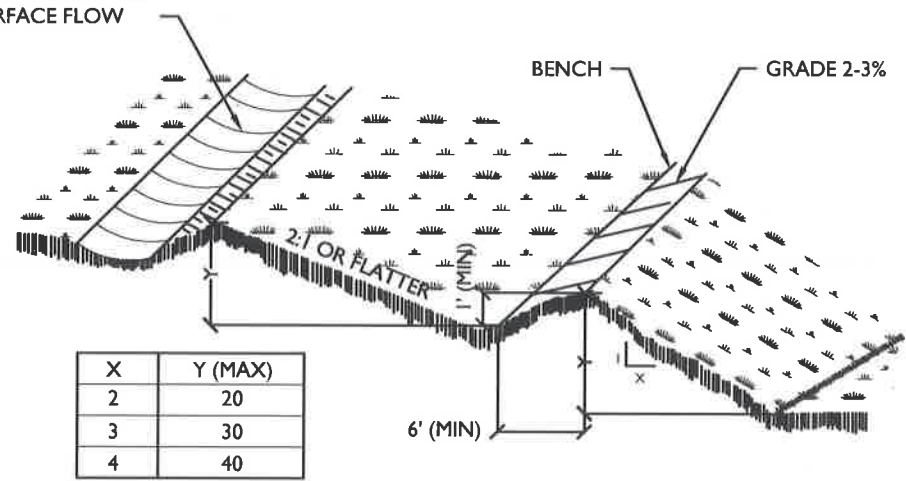 RFACE FLOW
BENCH
GRADE 2-3%
2:1 OR FLATTER
1' (MIN)
Y
Y
1
X
6' (MIN)
X Y (MAX)
2 20
3 30
4 40